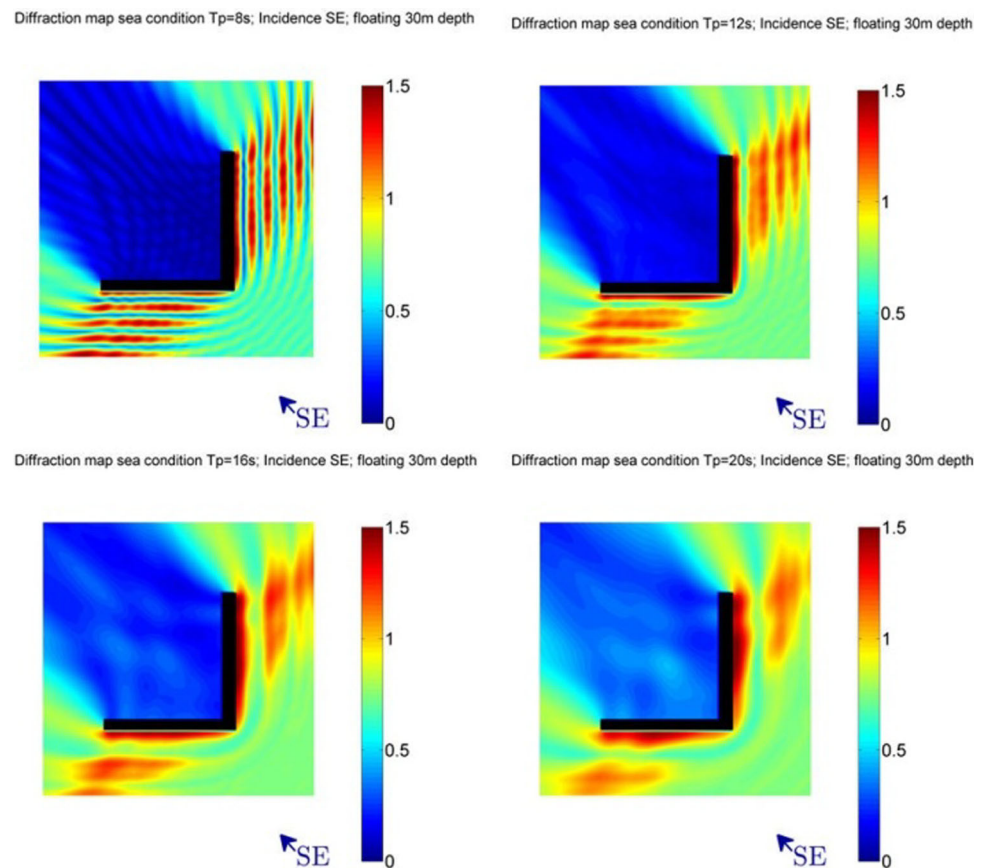 Diffraction map sea condition Tp=8s; Incidence SE; floating 30m depth
1.5
1
0.5
0
SE
Diffraction map sea condition Tp=12s; Incidence SE; floating 30m depth
1.5
1
0.5
0
SE
Diffraction map sea condition Tp=16s; Incidence SE; floating 30m depth
1.5
1
0.5
0
SE
Diffraction map sea condition Tp=20s; Incidence SE; floating 30m depth
1.5
1
0.5
0
SE